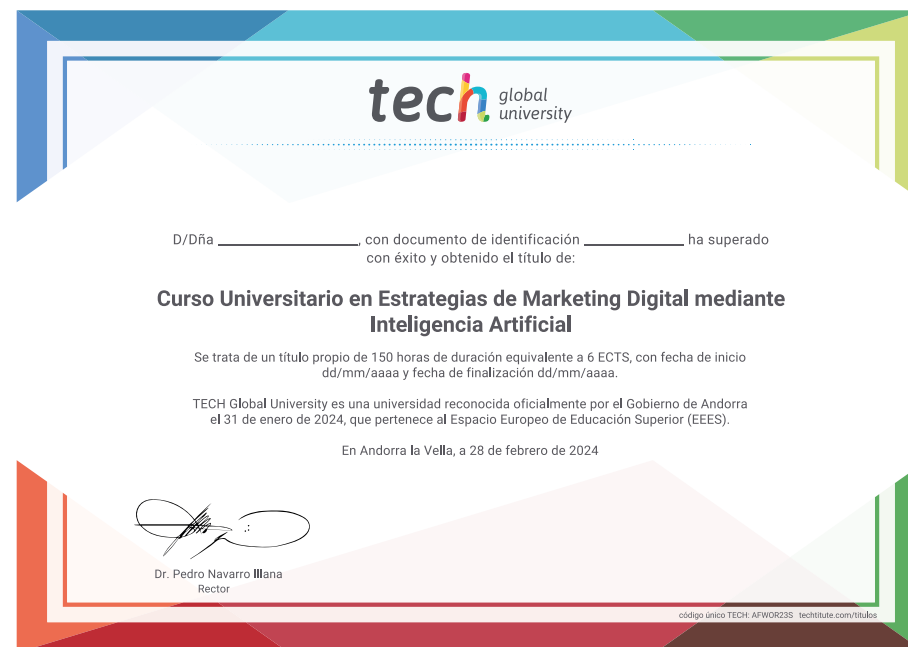 tech global university
D/Dña ____________, con documento de identificación ____________ ha superado
con éxito y obtenido el título de:
Curso Universitario en Estrategias de Marketing Digital mediante
Inteligencia Artificial
Se trata de un título propio de 150 horas de duración equivalente a 6 ECTS, con fecha de inicio
dd/mm/aaaa y fecha de finalización dd/mm/aaaa.
TECH Global University es una universidad reconocida oficialmente por el Gobierno de Andorra
el 31 de enero de 2024, que pertenece al Espacio Europeo de Educación Superior (EEES).
En Andorra la Vella, a 28 de febrero de 2024
Dr. Pedro Navarro Illana
Rector
código único TECH: AFWOR23S techtitute.com/titulos